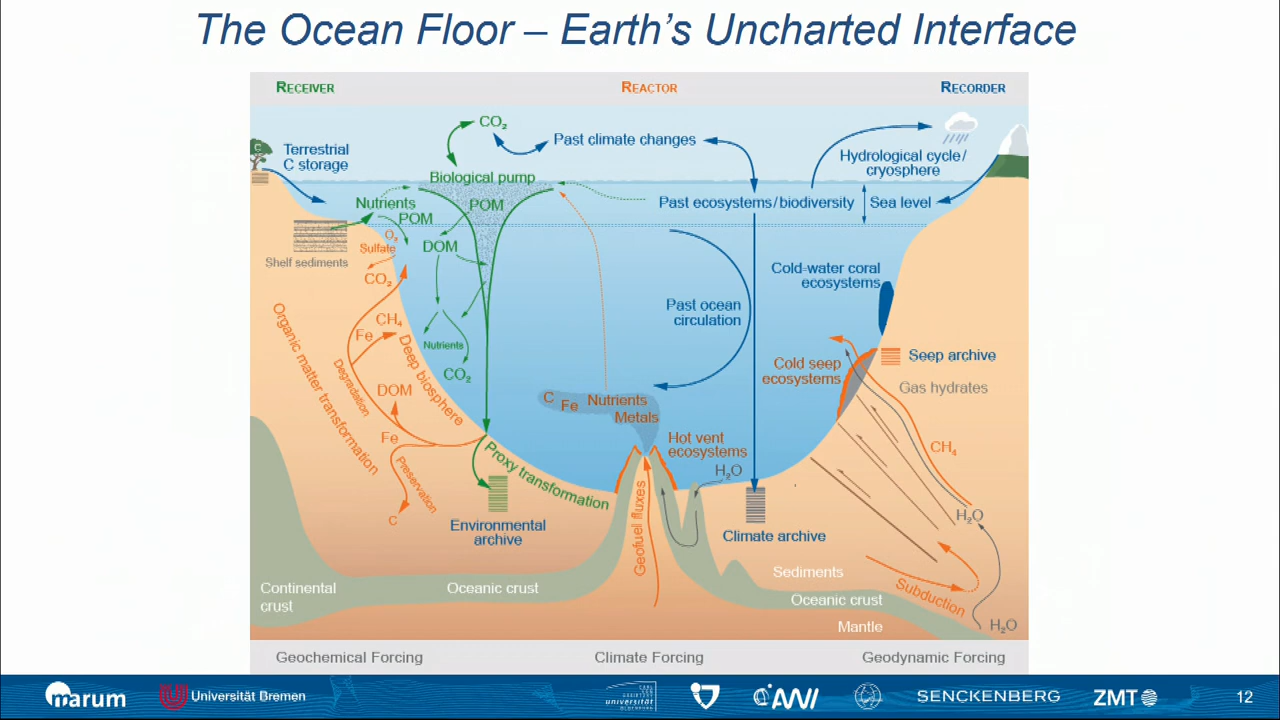 The Ocean Floor – Earth's Uncharted Interface
RECEIVER
REACTOR
RECORDER
C
Terrestrial
C storage
CO₂
Past climate changes
Hydrological cycle/
cryosphere
Biological pump
Nutrients
POM
POM
Past ecosystems/biodiversity
Sea level
O₂
Sulfate
DOM
Shelf sediments
CO₂
Cold-water coral
ecosystems
CH₄
Fe
Past ocean
circulation
Nutrients
CO₂
Organic matter transformation
Degradation
Deep biosphere
DOM
Cold seep
ecosystems
Seep archive
Gas hydrates
C
Fe
Nutrients
Metals
Fe
Hot vent
ecosystems
H₂O
CH₄
Preservation
C
Proxy transformation
Environmental
archive
Geofuel fluxes
Climate archive
H₂O
Continental
crust
Oceanic crust
Sediments
Oceanic crust
Mantle
Subduction
H₂O
Geochemical Forcing
Climate Forcing
Geodynamic Forcing
marum
Universität Bremen
universität
AWI
SENCKENBERG
ZMT
12